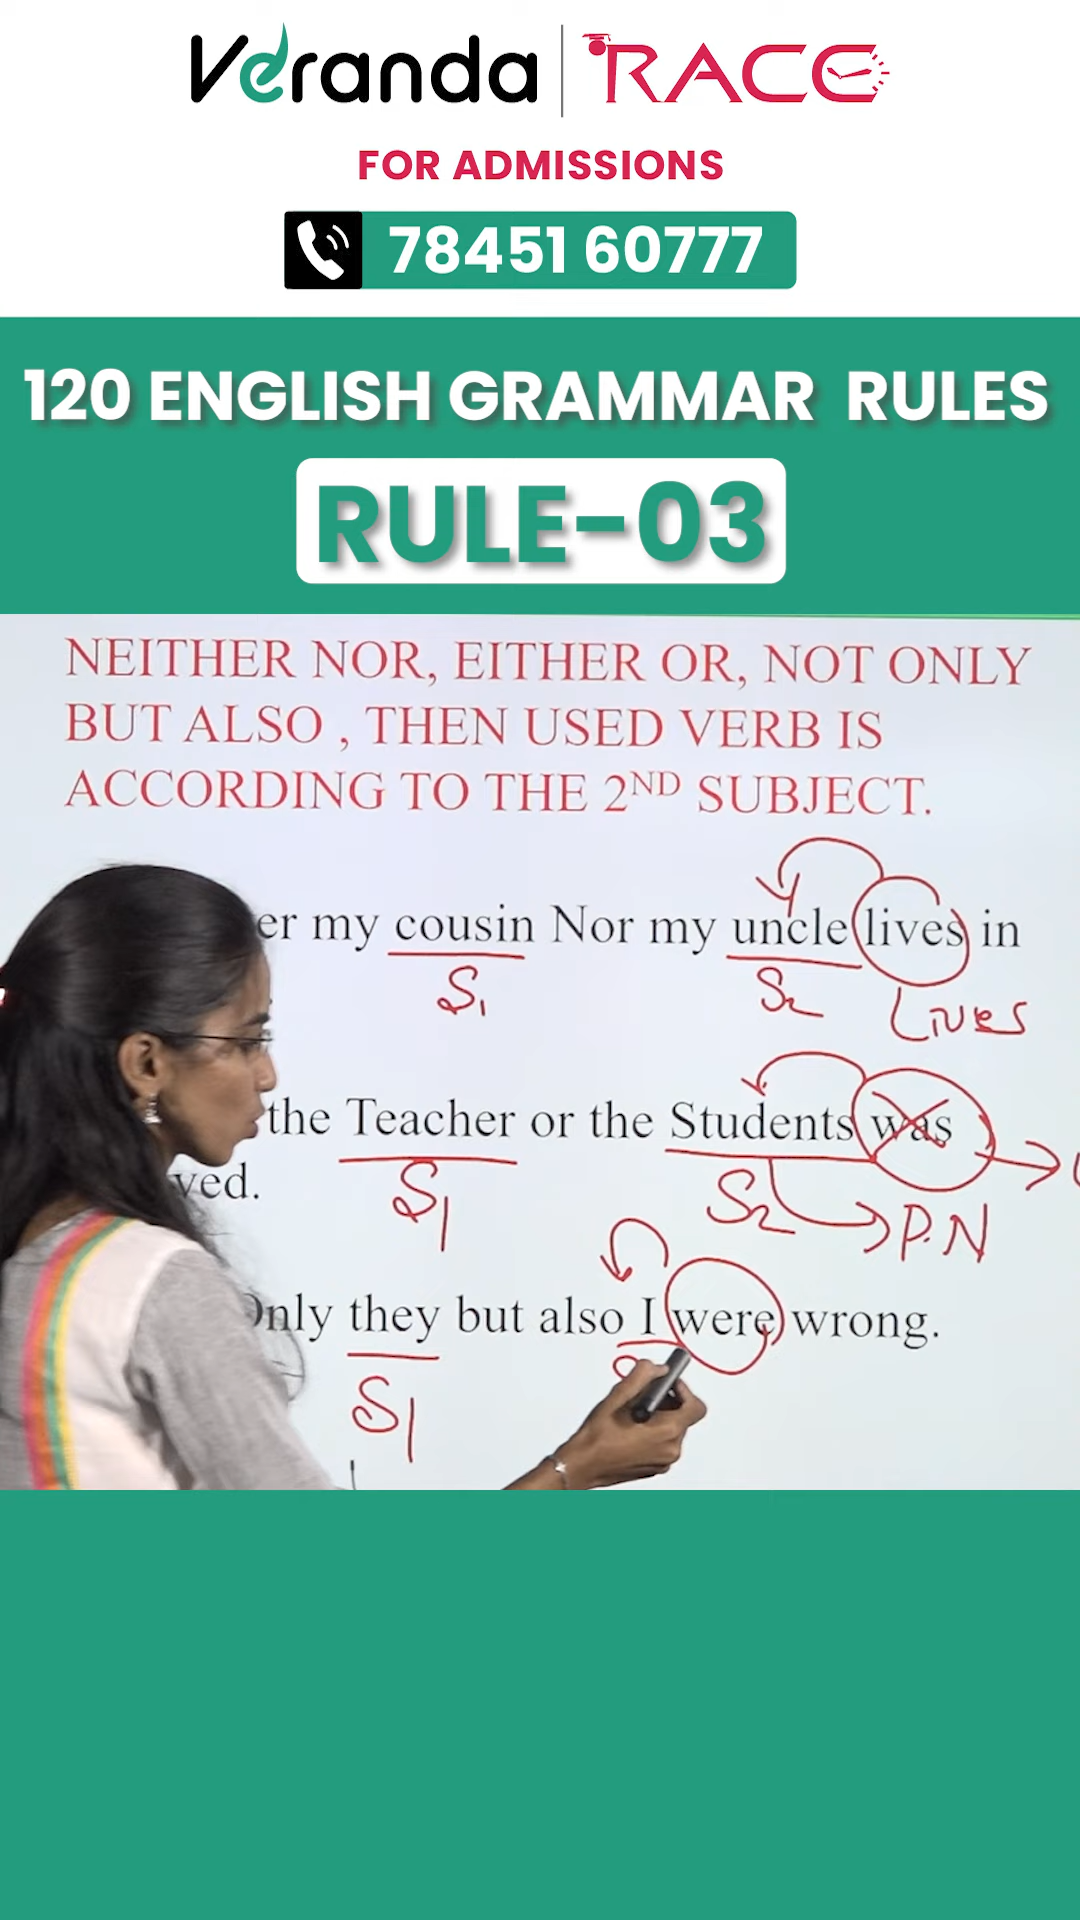 Veranda RACE
FOR ADMISSIONS
78451 60777
120 ENGLISH GRAMMAR RULES
RULE-03
NEITHER NOR, EITHER OR, NOT ONLY
BUT ALSO , THEN USED VERB IS
ACCORDING TO THE 2ND SUBJECT.
er my cousin Nor my uncle lives in
S1 S2 Lives
the Teacher or the Students was
ved.
S1 S2 P.N
Only they but also I were wrong.
S1